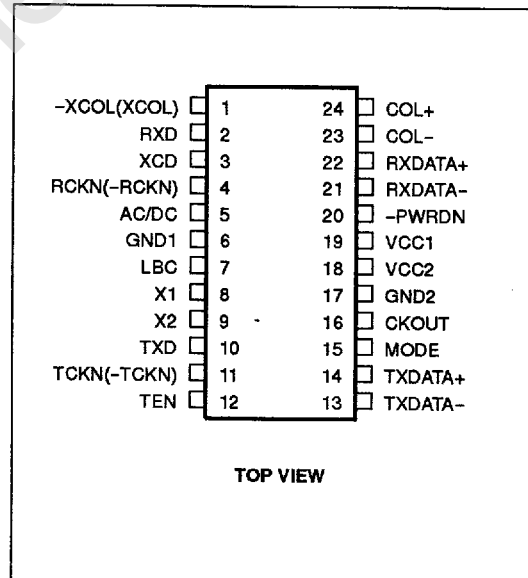 -XCOL(XCOL) 1 24 COL+
RXD 2 23 COL-
XCD 3 22 RXDATA+
RCKN(-RCKN) 4 21 RXDATA-
AC/DC 5 20 -PWRDN
GND1 6 19 VCC1
LBC 7 18 VCC2
X1 8 17 GND2
X2 9 16 CKOUT
TXD 10 15 MODE
TCKN(-TCKN) 11 14 TXDATA+
TEN 12 13 TXDATA-
TOP VIEW